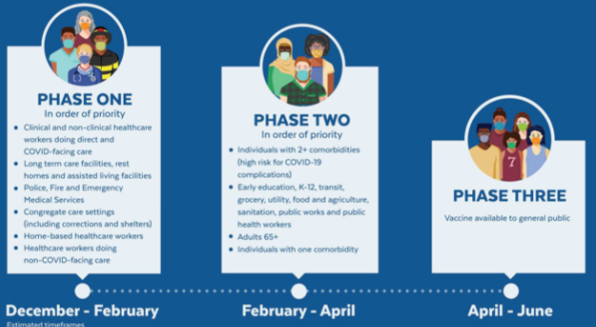 PHASE ONE
In order of priority
• Clinical and non-clinical healthcare
workers doing direct and
COVID-facing care
• Long term care facilities, rest
homes and assisted living facilities
• Police, Fire and Emergency
Medical Services
• Congregate care settings
(including corrections and shelters)
• Home-based healthcare workers
• Healthcare workers doing
non-COVID-facing care
December - February
Estimated timeframes
PHASE TWO
In order of priority
• Individuals with 2+ comorbidities
(high risk for COVID-19
complications)
• Early education, K-12, transit,
grocery, utility, food and agriculture,
sanitation, public works and public
health workers
• Adults 65+
• Individuals with one comorbidity
February - April
7
PHASE THREE
Vaccine available to general public
April - June